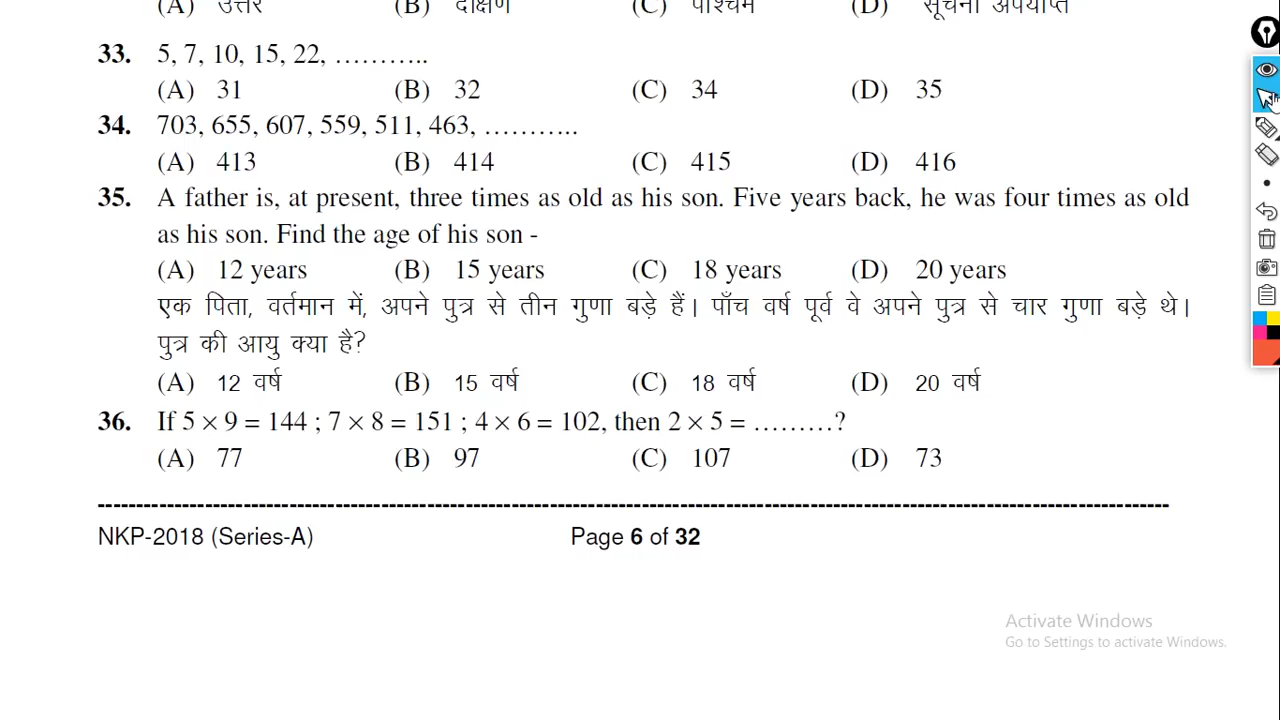 (A) उत्तर (B) दक्षिण (C) पश्चिम (D) सूचना अपर्याप्त
33. 5, 7, 10, 15, 22, ………..
(A) 31 (B) 32 (C) 34 (D) 35
34. 703, 655, 607, 559, 511, 463, ………..
(A) 413 (B) 414 (C) 415 (D) 416
35. A father is, at present, three times as old as his son. Five years back, he was four times as old
as his son. Find the age of his son -
(A) 12 years (B) 15 years (C) 18 years (D) 20 years
एक पिता, वर्तमान में, अपने पुत्र से तीन गुणा बड़े हैं। पाँच वर्ष पूर्व वे अपने पुत्र से चार गुणा बड़े थे।
पुत्र की आयु क्या है?
(A) 12 वर्ष (B) 15 वर्ष (C) 18 वर्ष (D) 20 वर्ष
36. If 5 × 9 = 144 ; 7 × 8 = 151 ; 4 × 6 = 102, then 2 × 5 = ………?
(A) 77 (B) 97 (C) 107 (D) 73
NKP-2018 (Series-A) Page 6 of 32
Activate Windows
Go to Settings to activate Windows.